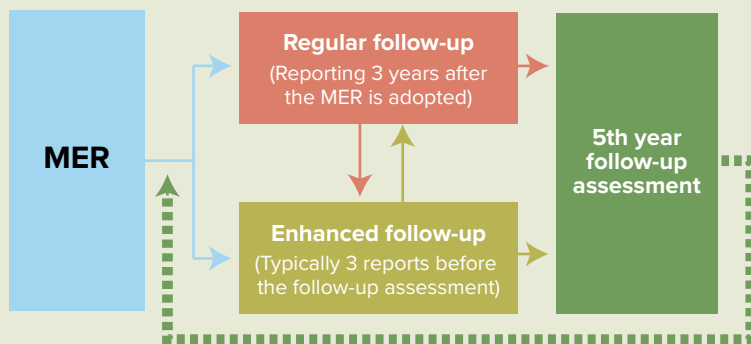 MER
Regular follow-up
(Reporting 3 years after
the MER is adopted)
Enhanced follow-up
(Typically 3 reports before
the follow-up assessment)
5th year
follow-up
assessment